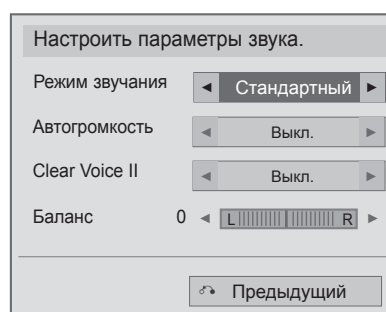 Настроить параметры звука.
Режим звучания ◄ Стандартный ►
Автогромкость ◄ Выкл. ►
Clear Voice II ◄ Выкл. ►
Баланс 0 ◄ L R ►
Предыдущий